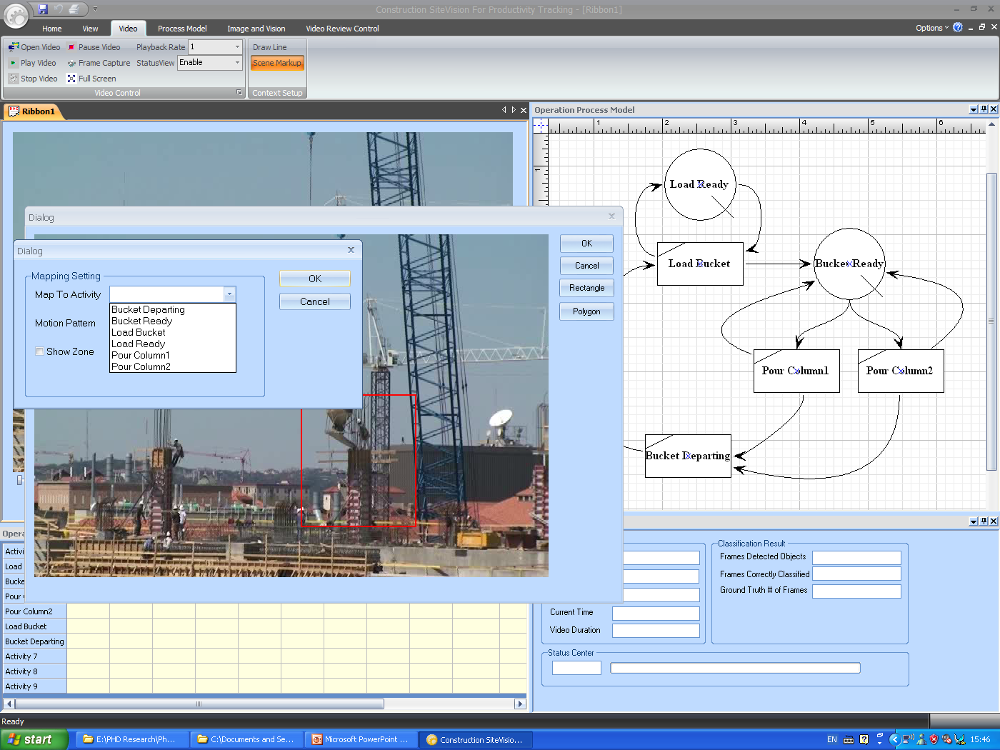 Construction SiteVision For Productivity Tracking - [Ribbon1]
Home View Video Process Model Image and Vision Video Review Control Options
Open Video Pause Video Playback Rate 1 Draw Line
Play Video Frame Capture StatusView Enable Scene Markup
Stop Video Full Screen
Video Control Context Setup
Ribbon1
Operation Process Model
1 2 3 4 5 6
1
Load Ready
Load Bucket
Bucket Ready
Pour Column1
Pour Column2
Bucket Departing
Dialog
OK
Cancel
Rectangle
Polygon
Dialog
Mapping Setting
Map To Activity
Bucket Departing
Bucket Ready
Load Bucket
Load Ready
Pour Column1
Pour Column2
Motion Pattern
Show Zone
OK
Cancel
Opera
Activi
Load
Bucke
Pour
Pour Column2
Load Bucket
Bucket Departing
Activity 7
Activity 8
Activity 9
Current Time
Video Duration
Classification Result
Frames Detected Objects
Frames Correctly Classified
Ground Truth # of Frames
Status Center
Ready
start E:\PHD Research\Ph... C:\Documents and Se... Microsoft PowerPoint ... Construction SiteVisio... EN 15:46